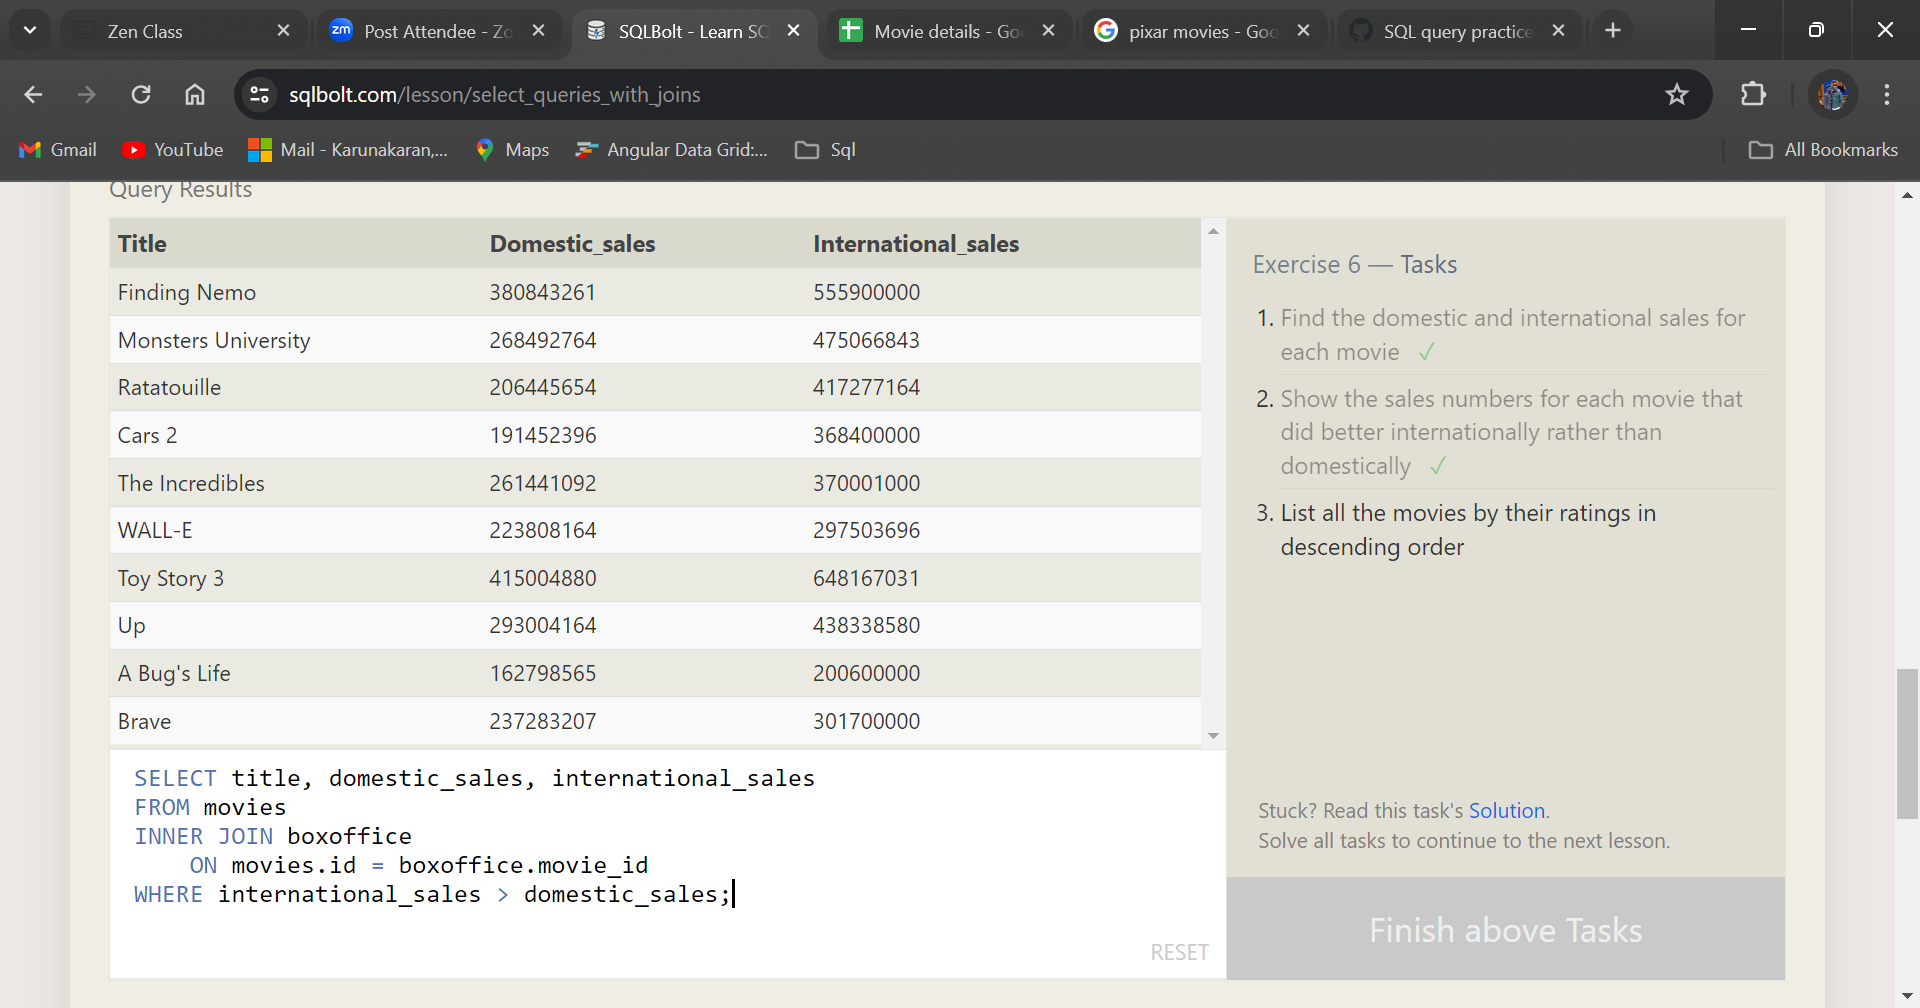 Zen Class
zm Post Attendee - Zo
SQLBolt - Learn SC
Movie details - Go
pixar movies - Goo
SQL query practice
sqlbolt.com/lesson/select_queries_with_joins
Gmail
YouTube
Mail - Karunakaran,...
Maps
Angular Data Grid:...
Sql
All Bookmarks
Query Results
Title Domestic_sales International_sales
Finding Nemo 380843261 555900000
Monsters University 268492764 475066843
Ratatouille 206445654 417277164
Cars 2 191452396 368400000
The Incredibles 261441092 370001000
WALL-E 223808164 297503696
Toy Story 3 415004880 648167031
Up 293004164 438338580
A Bug's Life 162798565 200600000
Brave 237283207 301700000
SELECT title, domestic_sales, international_sales
FROM movies
INNER JOIN boxoffice
ON movies.id = boxoffice.movie_id
WHERE international_sales > domestic_sales;
RESET
Exercise 6 — Tasks
1. Find the domestic and international sales for
each movie ✓
2. Show the sales numbers for each movie that
did better internationally rather than
domestically ✓
3. List all the movies by their ratings in
descending order
Stuck? Read this task's Solution.
Solve all tasks to continue to the next lesson.
Finish above Tasks